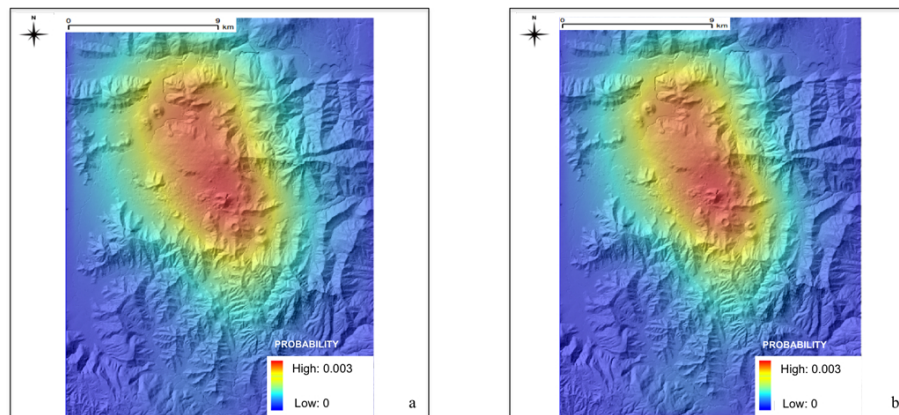 N
0 9
km
PROBABILITY
High: 0.003
Low: 0
a
N
0 9
km
PROBABILITY
High: 0.003
Low: 0
b